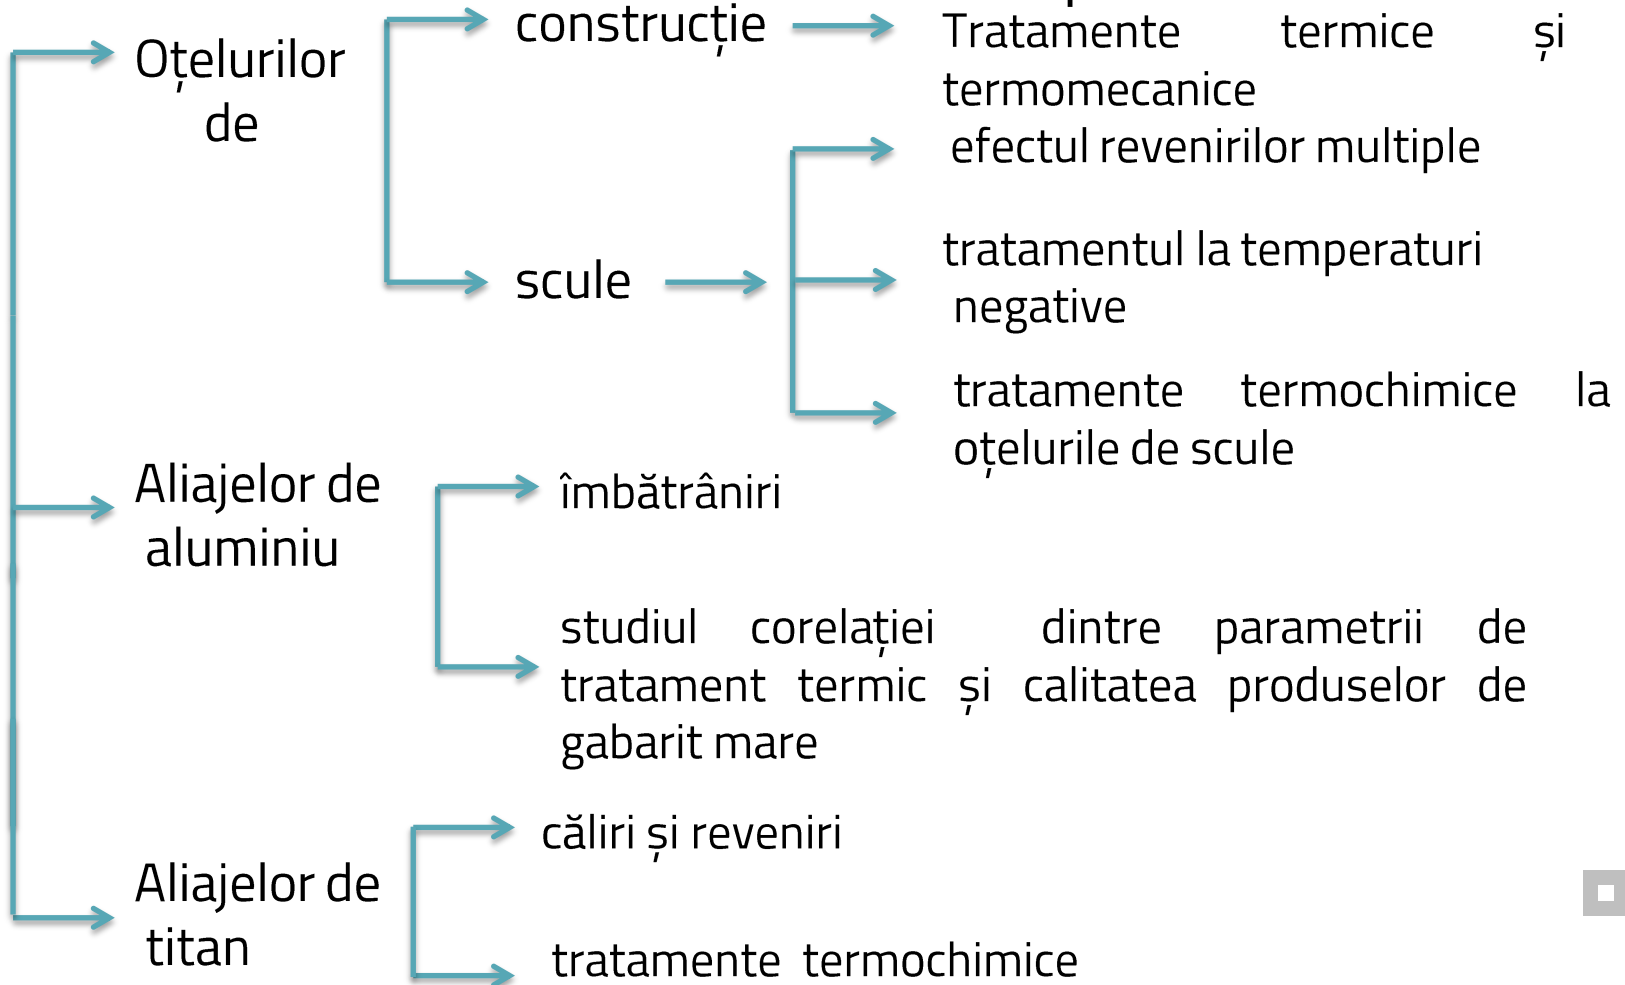 Oțelurilor
de
construcție
Tratamente termice și
termomecanice
scule
efectul revenirilor multiple
tratamentul la temperaturi
negative
tratamente termochimice la
oțelurile de scule
Aliajelor de
aluminiu
îmbătrâniri
studiul corelației dintre parametrii de
tratament termic și calitatea produselor de
gabarit mare
Aliajelor de
titan
căliri și reveniri
tratamente termochimice